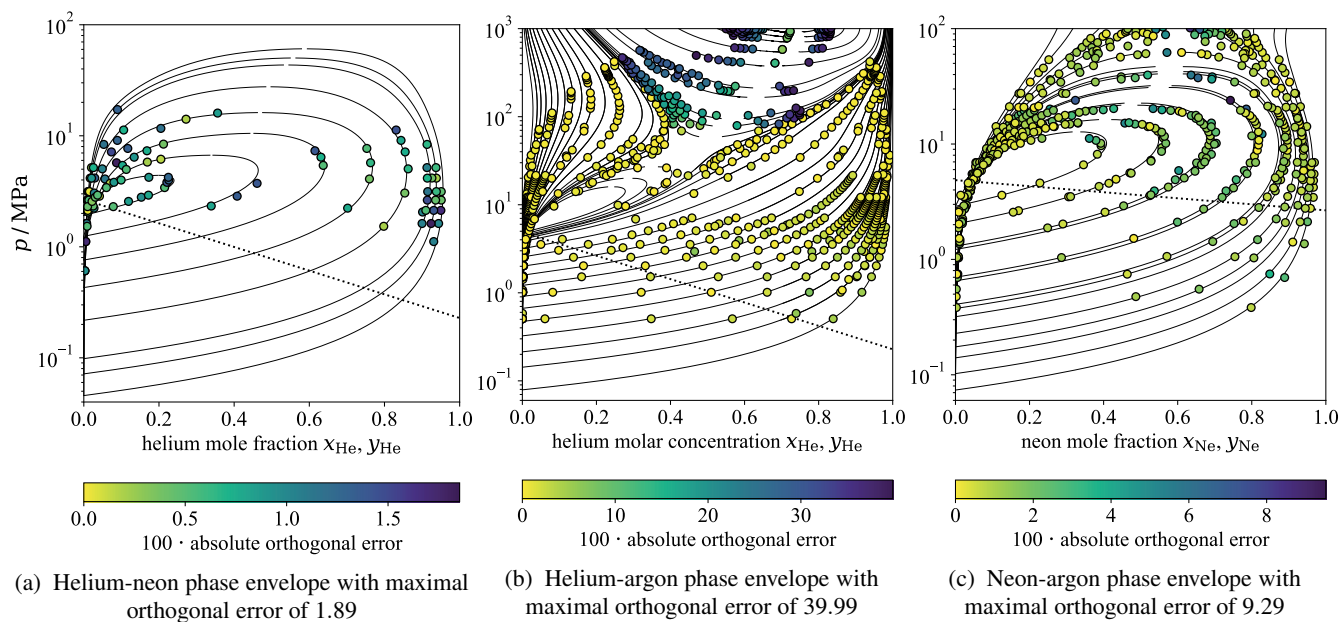 10²
10¹
10⁰
10⁻¹
p / MPa
0.0 0.2 0.4 0.6 0.8 1.0
helium mole fraction x_He, y_He
0.0 0.5 1.0 1.5
100 · absolute orthogonal error
(a) Helium-neon phase envelope with maximal
orthogonal error of 1.89
10³
10²
10¹
10⁰
10⁻¹
0.0 0.2 0.4 0.6 0.8 1.0
helium molar concentration x_He, y_He
0 10 20 30
100 · absolute orthogonal error
(b) Helium-argon phase envelope with
maximal orthogonal error of 39.99
10²
10¹
10⁰
10⁻¹
0.0 0.2 0.4 0.6 0.8 1.0
neon mole fraction x_Ne, y_Ne
0 2 4 6 8
100 · absolute orthogonal error
(c) Neon-argon phase envelope with
maximal orthogonal error of 9.29